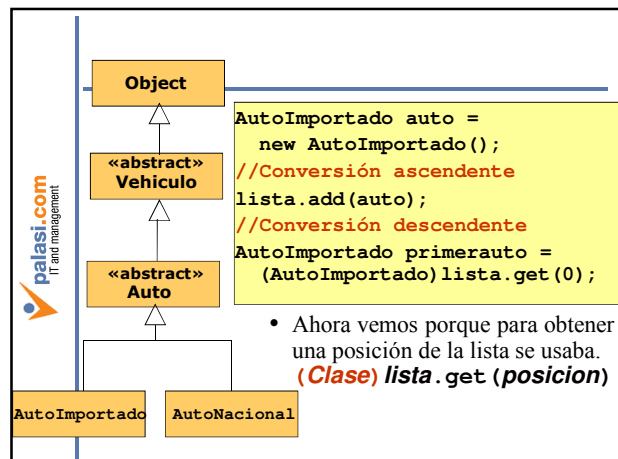 Object
«abstract»
Vehiculo
«abstract»
Auto
AutoImportado
AutoNacional
palasi.com
IT and management
AutoImportado auto =
new AutoImportado();
//Conversión ascendente
lista.add(auto);
//Conversión descendente
AutoImportado primerauto =
(AutoImportado)lista.get(0);
• Ahora vemos porque para obtener
una posición de la lista se usaba.
(Clase)lista.get(posicion)